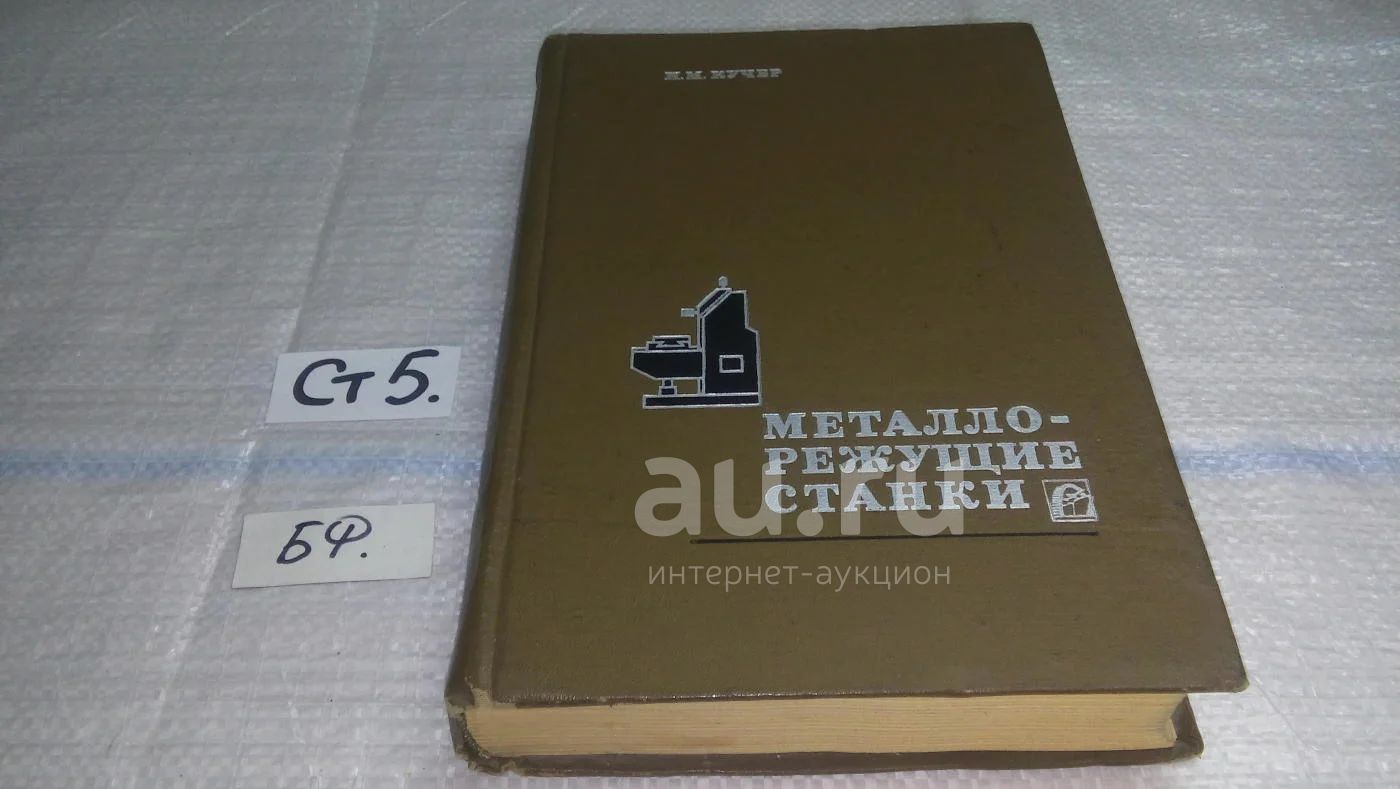 И.М. КУЧЕР
МЕТАЛЛО-
РЕЖУЩИЕ
СТАНКИ
Ст 5.
БФ.
au.ru
интернет-аукцион